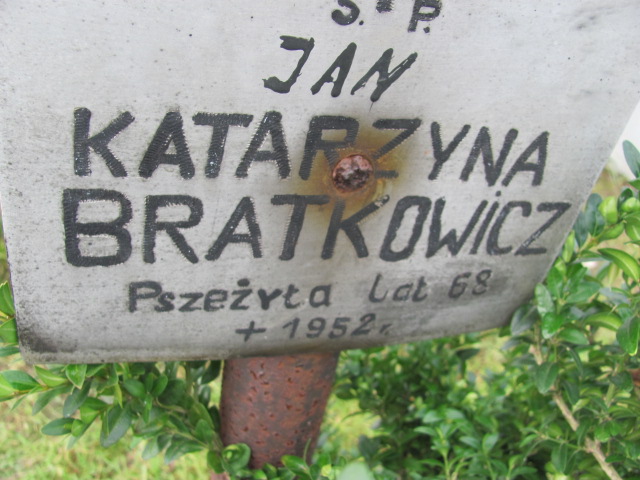 Ś. P.
JAN
KATARZYNA
BRATKOWICZ
Pszeżyła lat 68
+ 1952 r.